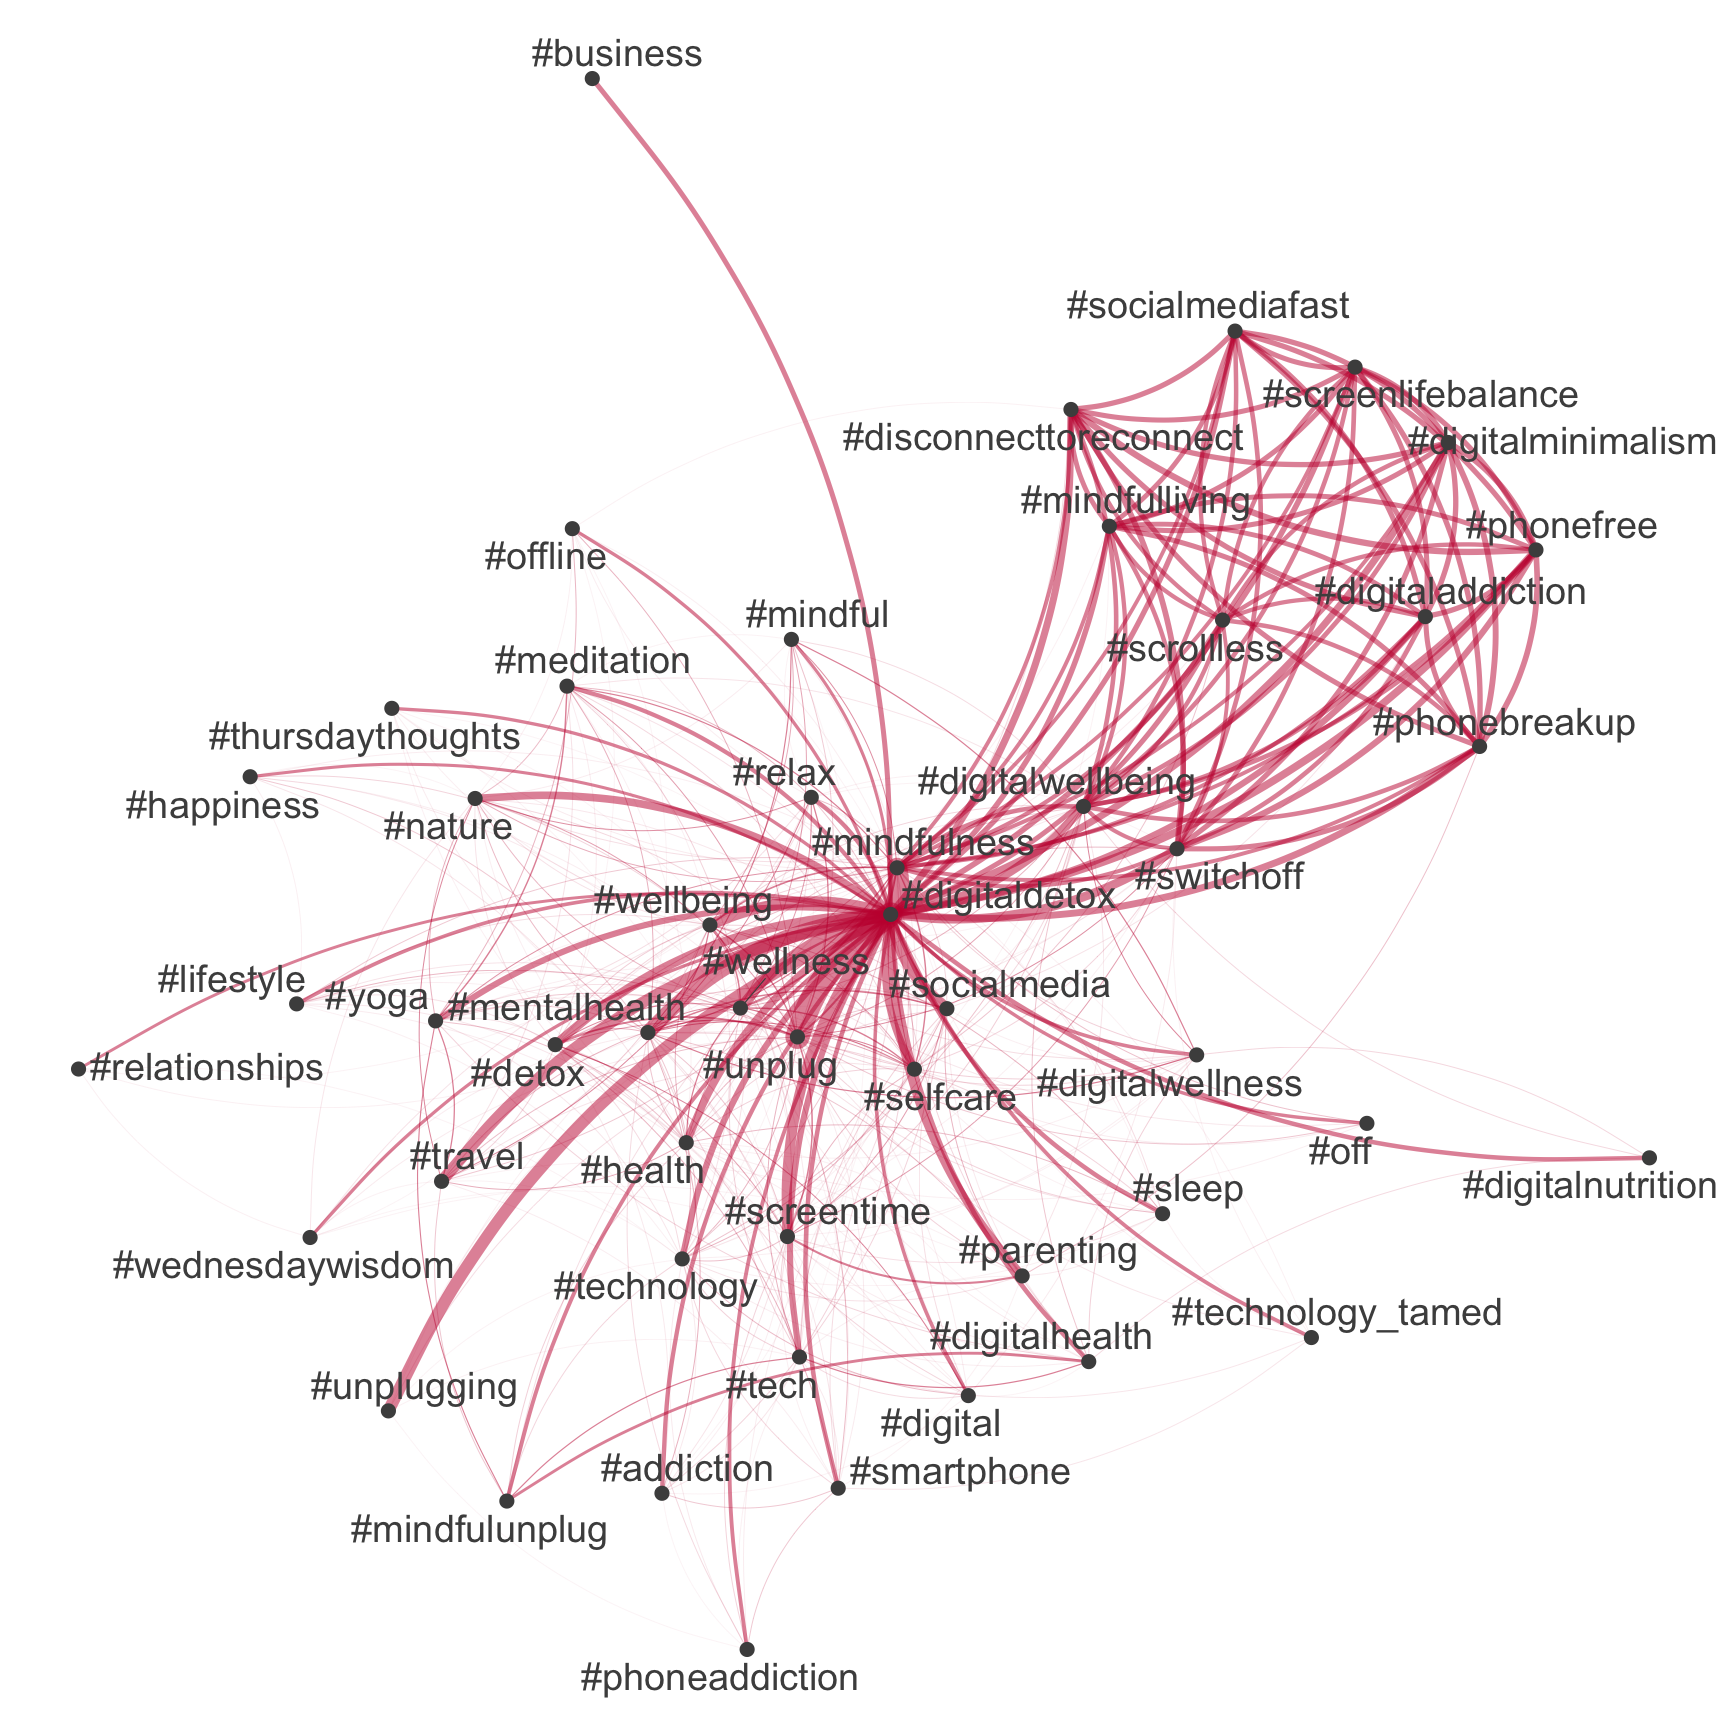 #business
#socialmediafast
#screenlifebalance
#disconnecttoreconnect
#digitalminimalism
#mindfulliving
#phonefree
#offline
#digitaladdiction
#mindful
#scrollless
#meditation
#phonebreakup
#thursdaythoughts
#relax
#digitalwellbeing
#happiness
#nature
#mindfulness
#switchoff
#digitaldetox
#wellbeing
#wellness
#lifestyle
#socialmedia
#yoga
#mentalhealth
#relationships
#detox
#unplug
#digitalwellness
#selfcare
#off
#travel
#health
#digitalnutrition
#sleep
#screentime
#parenting
#wednesdaywisdom
#technology
#technology_tamed
#digitalhealth
#unplugging
#tech
#digital
#addiction
#smartphone
#mindfulunplug
#phoneaddiction